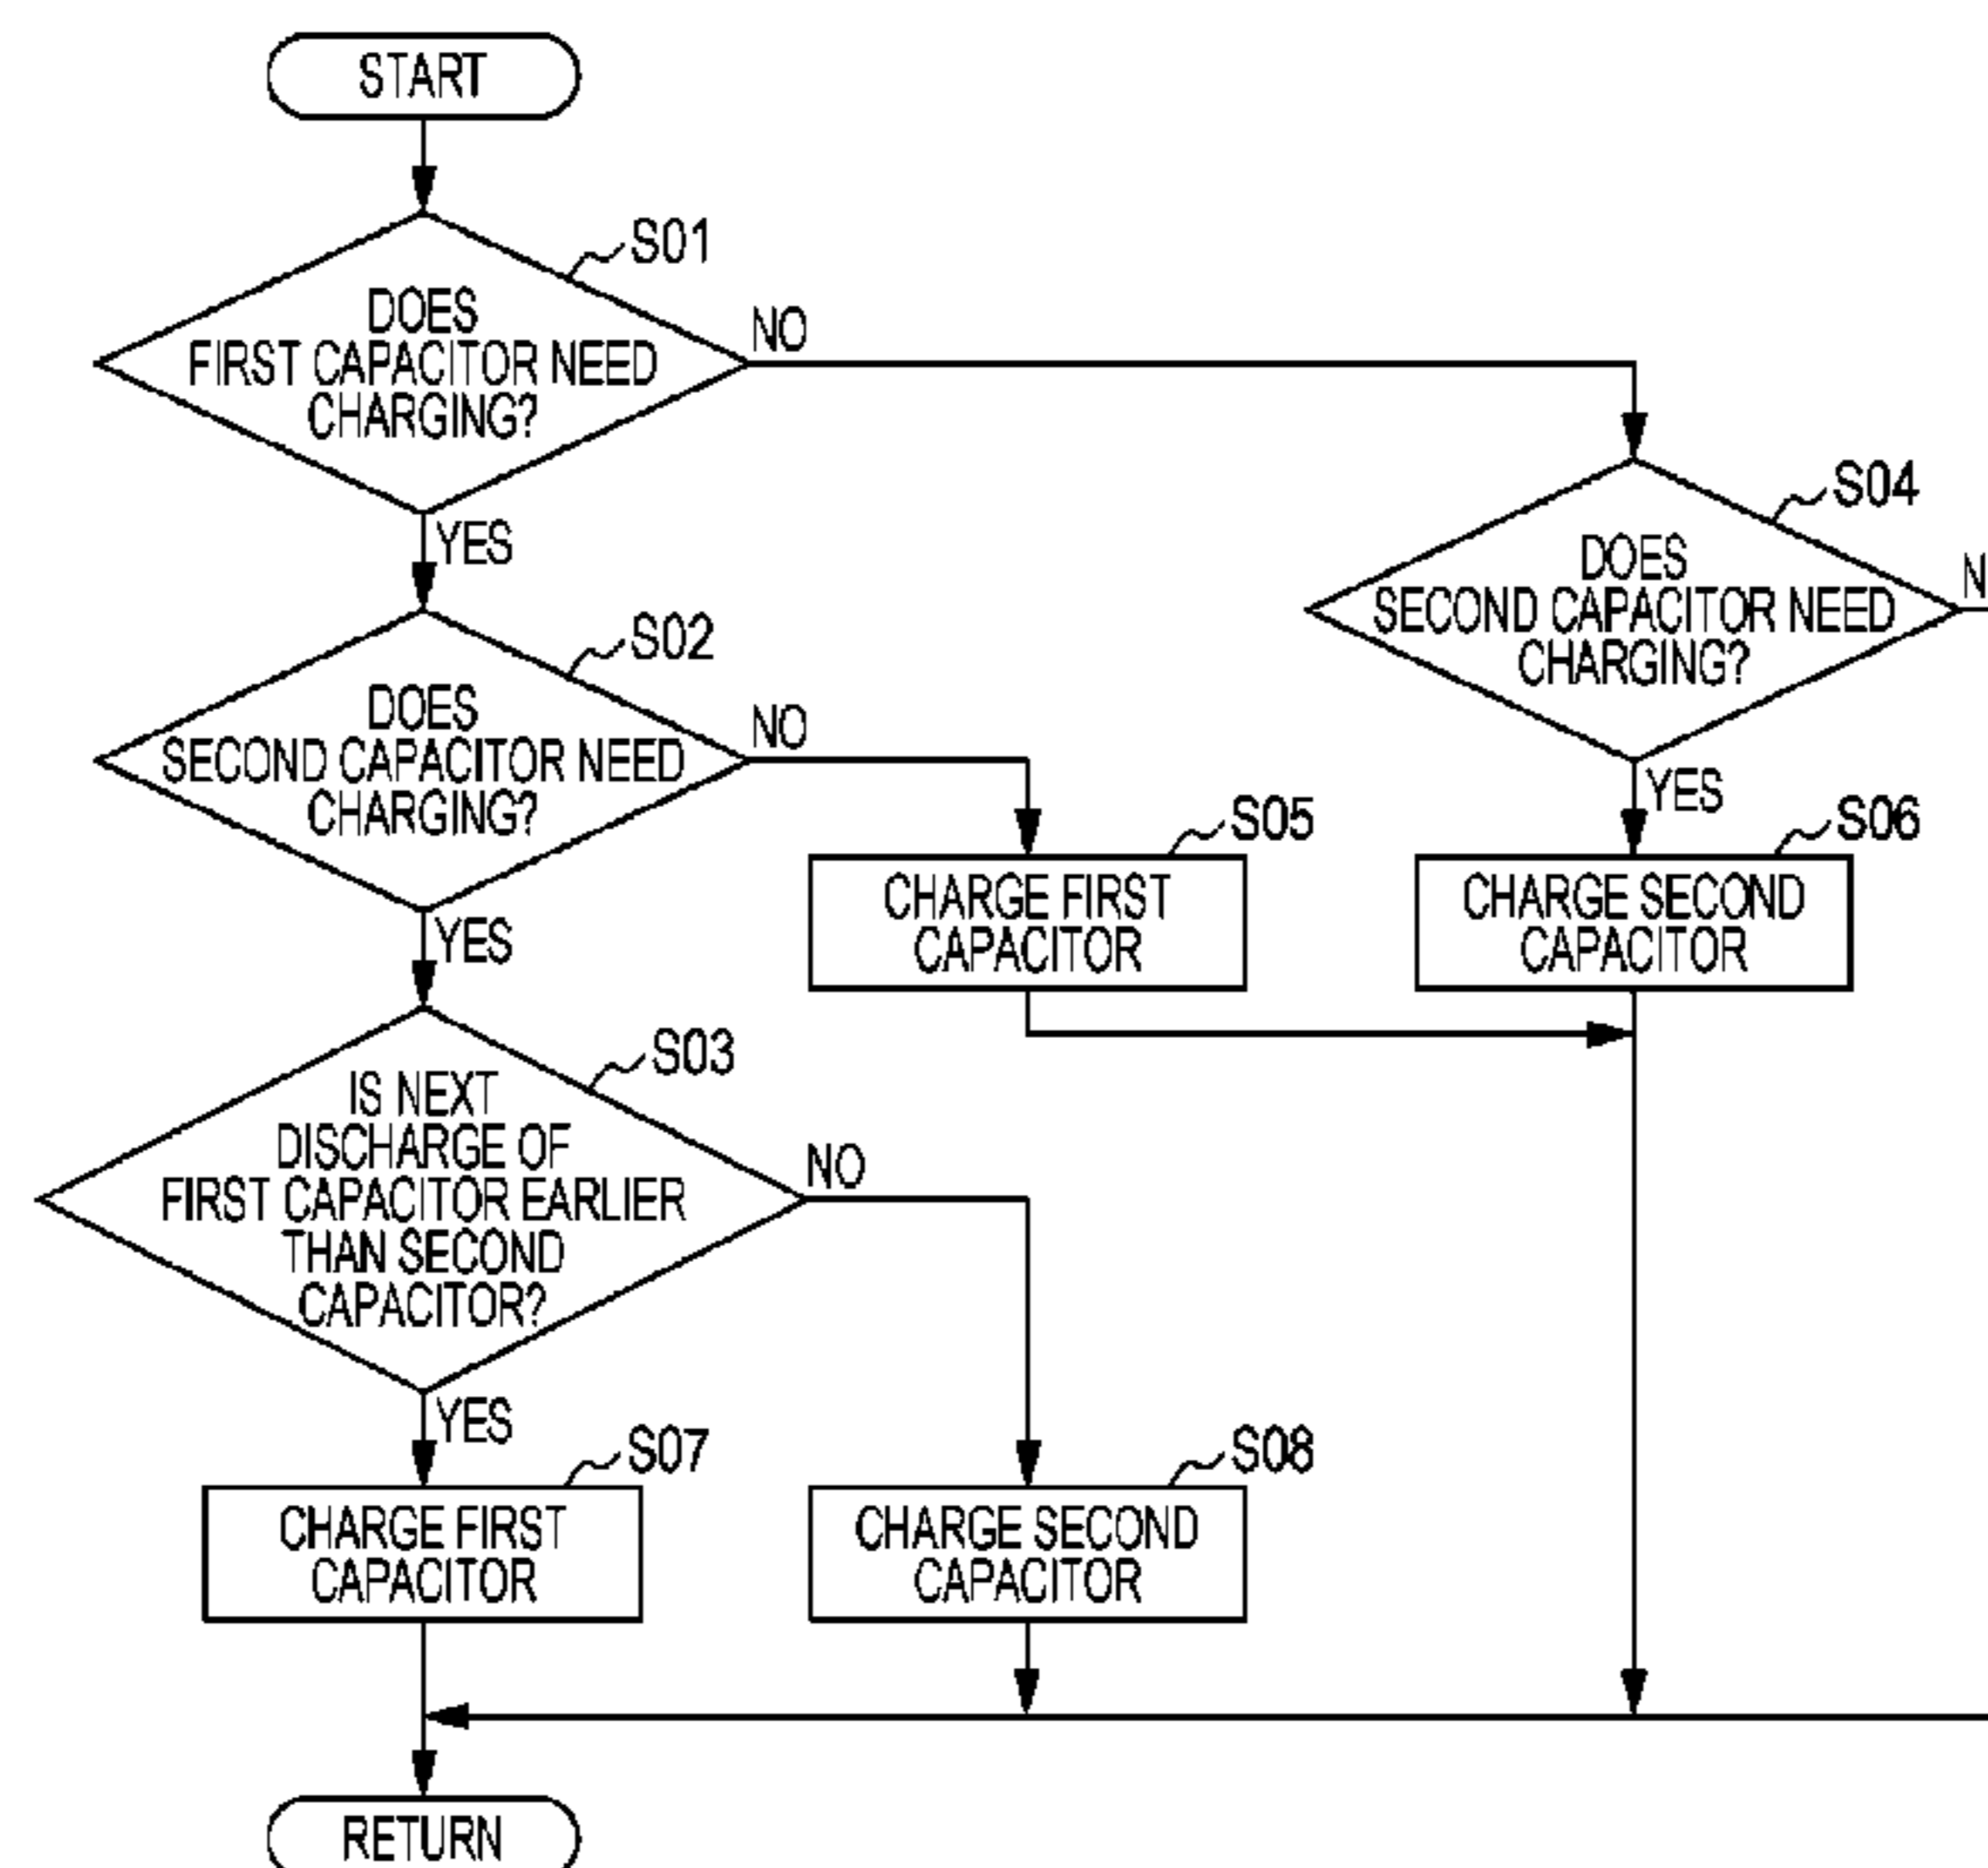 START
S01
DOES
FIRST CAPACITOR NEED
CHARGING?
NO
YES
S04
DOES
SECOND CAPACITOR NEED
CHARGING?
YES
S02
DOES
SECOND CAPACITOR NEED
CHARGING?
NO
YES
S05
CHARGE FIRST
CAPACITOR
S06
CHARGE SECOND
CAPACITOR
S03
IS NEXT
DISCHARGE OF
FIRST CAPACITOR EARLIER
THAN SECOND
CAPACITOR?
NO
YES
S07
CHARGE FIRST
CAPACITOR
S08
CHARGE SECOND
CAPACITOR
RETURN